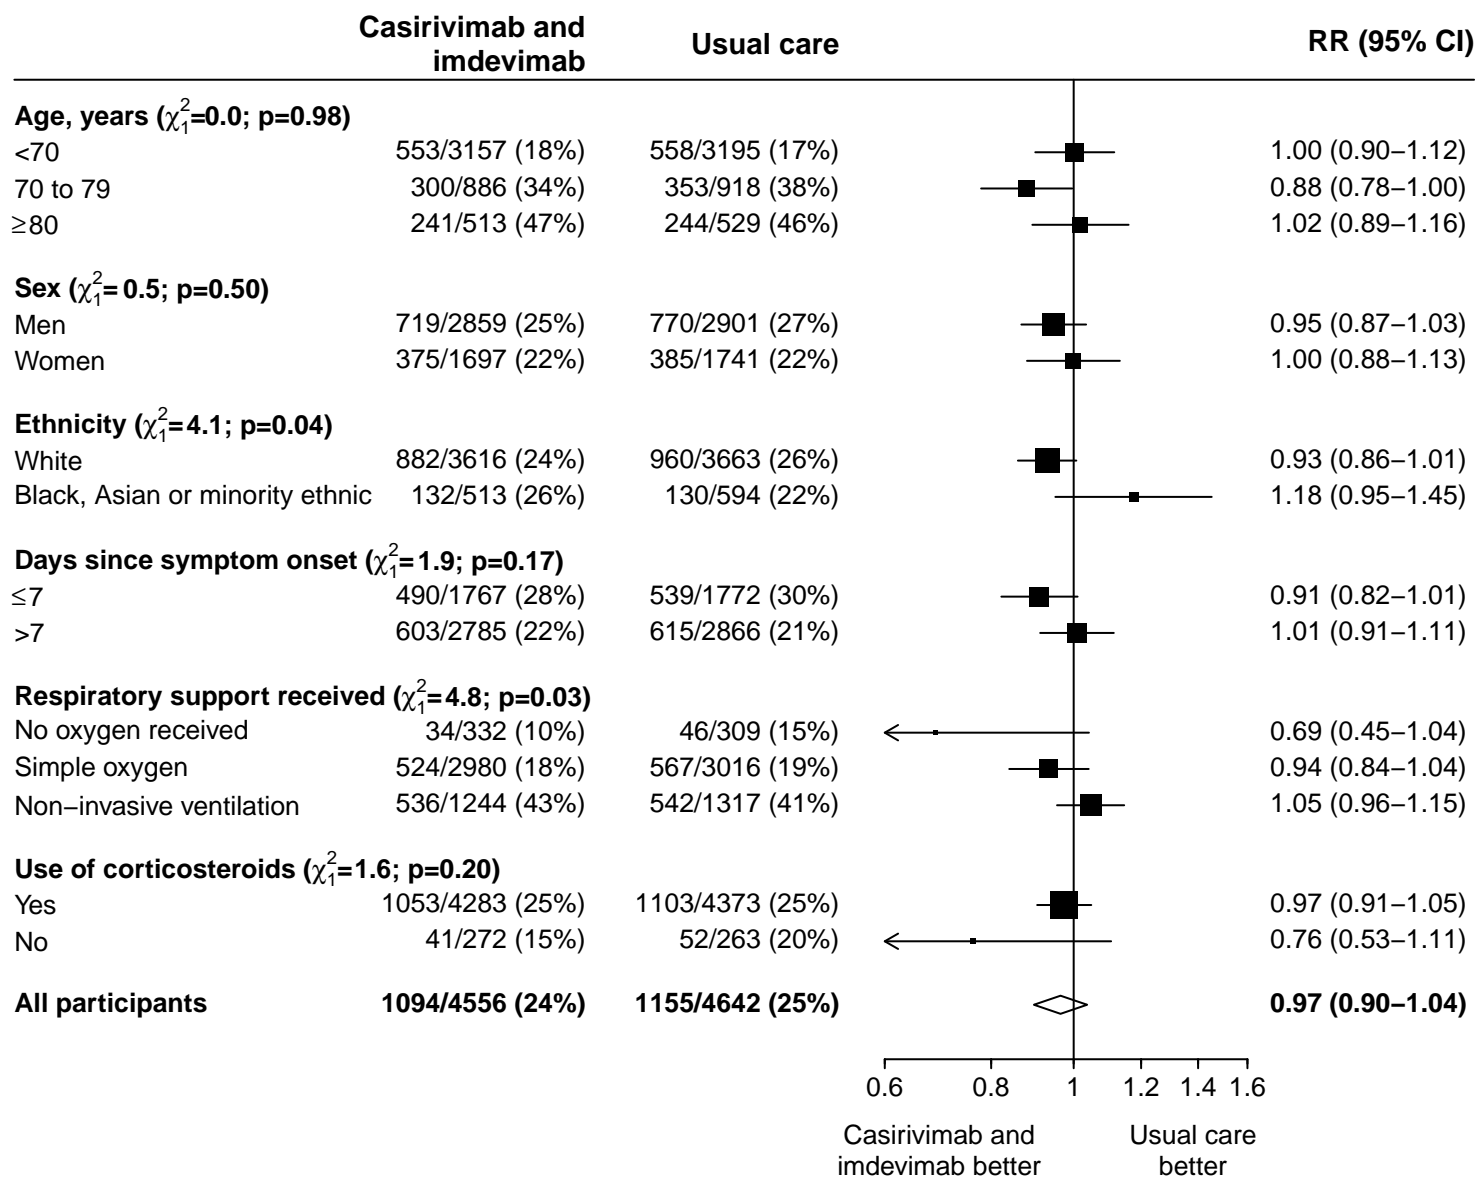 Casirivimab and imdevimab Usual care RR (95% CI)
Age, years (χ²₁=0.0; p=0.98)
<70 553/3157 (18%) 558/3195 (17%) 1.00 (0.90−1.12)
70 to 79 300/886 (34%) 353/918 (38%) 0.88 (0.78−1.00)
≥80 241/513 (47%) 244/529 (46%) 1.02 (0.89−1.16)
Sex (χ²₁=0.5; p=0.50)
Men 719/2859 (25%) 770/2901 (27%) 0.95 (0.87−1.03)
Women 375/1697 (22%) 385/1741 (22%) 1.00 (0.88−1.13)
Ethnicity (χ²₁=4.1; p=0.04)
White 882/3616 (24%) 960/3663 (26%) 0.93 (0.86−1.01)
Black, Asian or minority ethnic 132/513 (26%) 130/594 (22%) 1.18 (0.95−1.45)
Days since symptom onset (χ²₁=1.9; p=0.17)
≤7 490/1767 (28%) 539/1772 (30%) 0.91 (0.82−1.01)
>7 603/2785 (22%) 615/2866 (21%) 1.01 (0.91−1.11)
Respiratory support received (χ²₁=4.8; p=0.03)
No oxygen received 34/332 (10%) 46/309 (15%) 0.69 (0.45−1.04)
Simple oxygen 524/2980 (18%) 567/3016 (19%) 0.94 (0.84−1.04)
Non−invasive ventilation 536/1244 (43%) 542/1317 (41%) 1.05 (0.96−1.15)
Use of corticosteroids (χ²₁=1.6; p=0.20)
Yes 1053/4283 (25%) 1103/4373 (25%) 0.97 (0.91−1.05)
No 41/272 (15%) 52/263 (20%) 0.76 (0.53−1.11)
All participants 1094/4556 (24%) 1155/4642 (25%) 0.97 (0.90−1.04)
0.6 0.8 1 1.2 1.4 1.6
Casirivimab and
imdevimab better
Usual care
better